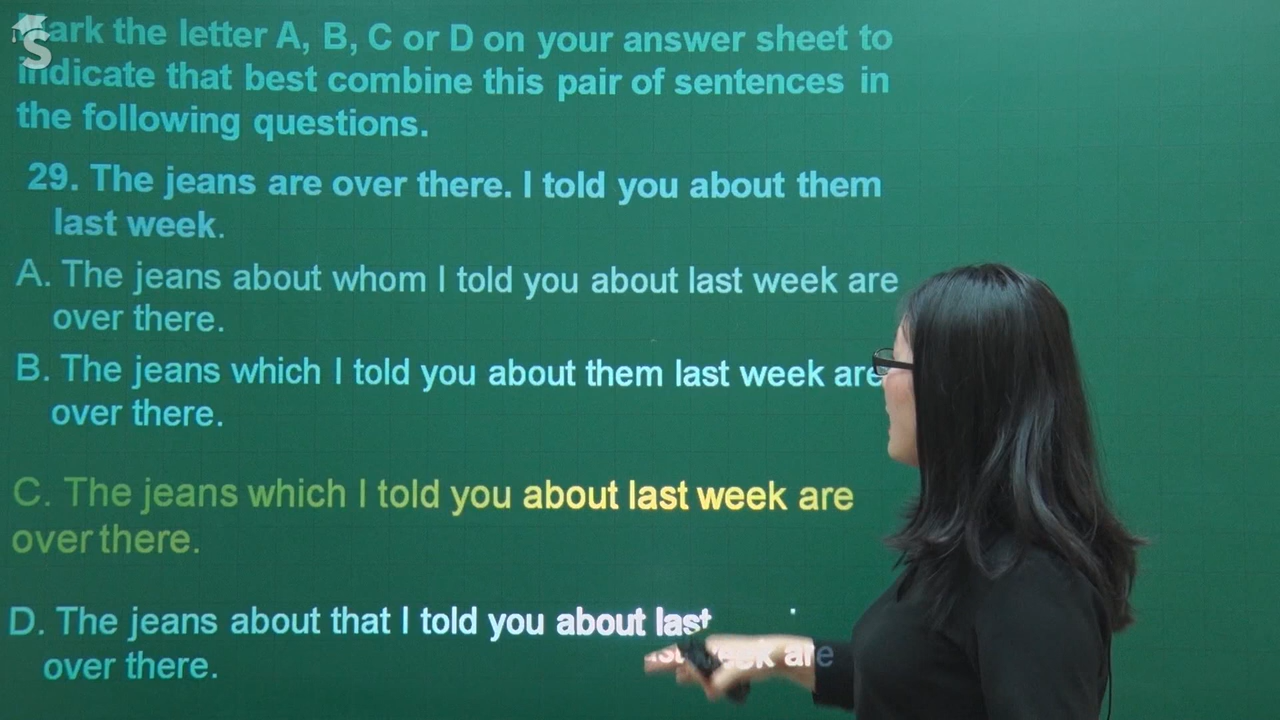 S
Mark the letter A, B, C or D on your answer sheet to
indicate that best combine this pair of sentences in
the following questions.
29. The jeans are over there. I told you about them
last week.
A. The jeans about whom I told you about last week are
over there.
B. The jeans which I told you about them last week are
over there.
C. The jeans which I told you about last week are
over there.
D. The jeans about that I told you about last
week are
over there.